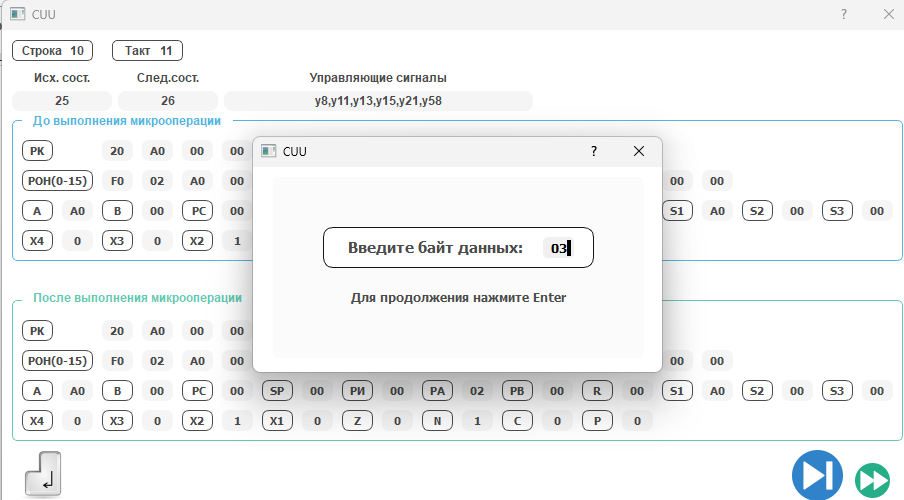 CUU ?
Строка 10 Такт 11
Исх. сост. След.сост. Управляющие сигналы
25 26 y8,y11,y13,y15,y21,y58
До выполнения микрооперации
РК 20 A0 00 00
РОН(0-15) F0 02 A0 00 00 00
A A0 B 00 PC 00 S1 A0 S2 00 S3 00
X4 0 X3 0 X2 1
CUU ?
Введите байт данных: 03
Для продолжения нажмите Enter
После выполнения микрооперации
РК 20 A0 00 00
РОН(0-15) F0 02 A0 00 00 00
A A0 B 00 PC 00 SP 00 РИ 00 РА 02 РВ 00 R 00 S1 A0 S2 00 S3 00
X4 0 X3 0 X2 1 X1 0 Z 0 N 1 C 0 P 0